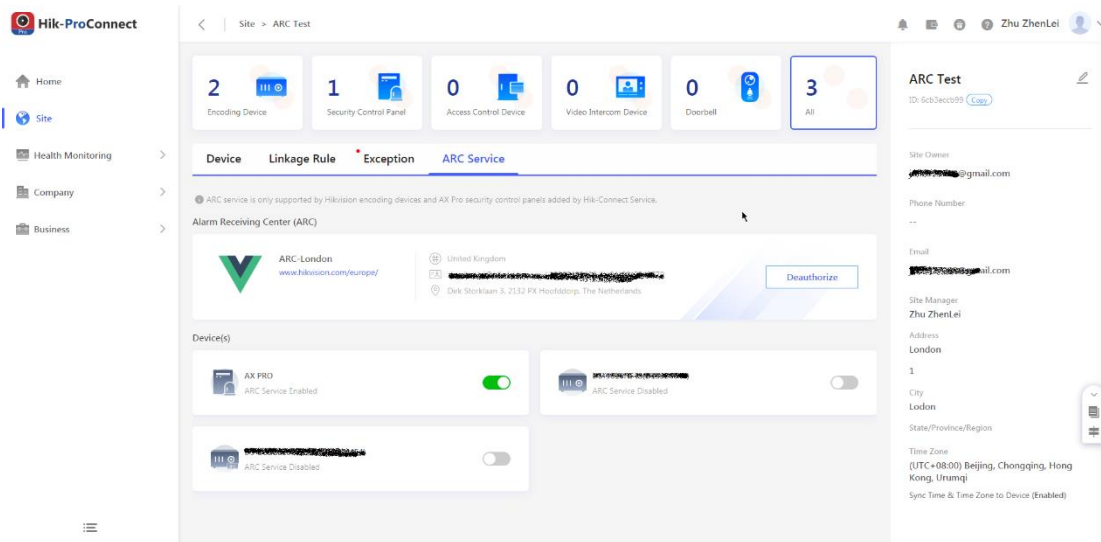 Hik-ProConnect
Pro
Site > ARC Test
Zhu ZhenLei
Home
Site
Health Monitoring
Company
Business
2
Encoding Device
1
Security Control Panel
0
Access Control Device
0
Video Intercom Device
0
Doorbell
3
All
Device
Linkage Rule
Exception
ARC Service
ARC service is only supported by Hikvision encoding devices and AX Pro security control panels added by Hik-Connect Service.
Alarm Receiving Center (ARC)
ARC-London
www.hikvision.com/europe/
United Kingdom
Dek Storklaan 3, 2132 PX Hoofddorp, The Netherlands
Deauthorize
Device(s)
AX PRO
ARC Service Enabled
ARC Service Disabled
ARC Service Disabled
ARC Test
ID: 6cb3eccb99 Copy
Site Owner
@gmail.com
Phone Number
--
Email
ail.com
Site Manager
Zhu ZhenLei
Address
London
1
City
Lodon
State/Province/Region
Time Zone
(UTC+08:00) Beijing, Chongqing, Hong
Kong, Urumqi
Sync Time & Time Zone to Device (Enabled)